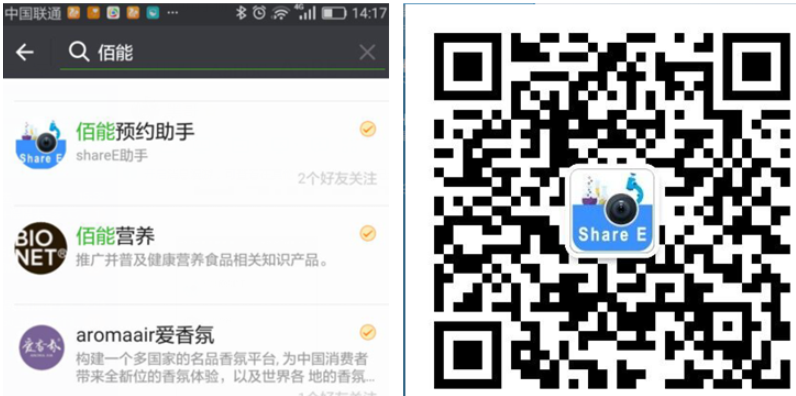 中国联通
4G
14:17
佰能
佰能预约助手
shareE助手
2个好友关注
Share E
BIO
NET
佰能营养
推广并普及健康营养食品相关知识产品。
爱香氛
aromaair爱香氛
构建一个多国家的名品香氛平台, 为中国消费者
带来全新位的香氛体验，以及世界各 地的香氛...
Share E